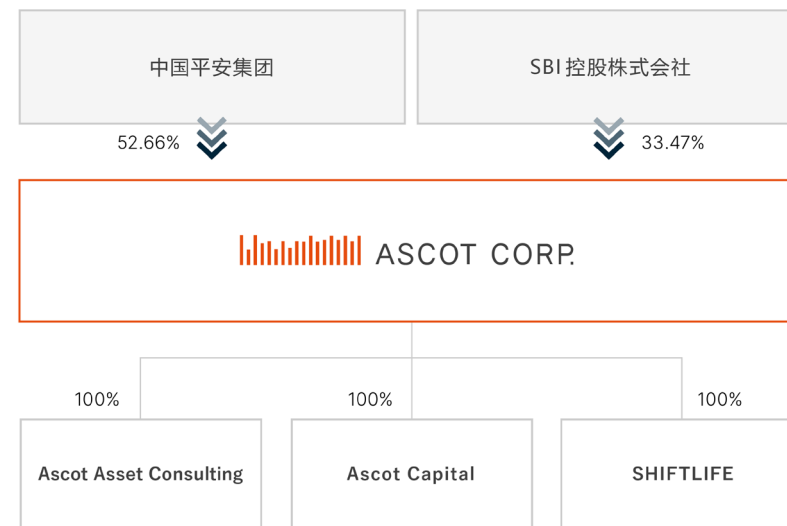 中国平安集团
SBI 控股株式会社
52.66%
33.47%
ASCOT CORP.
100%
100%
100%
Ascot Asset Consulting
Ascot Capital
SHIFTLIFE